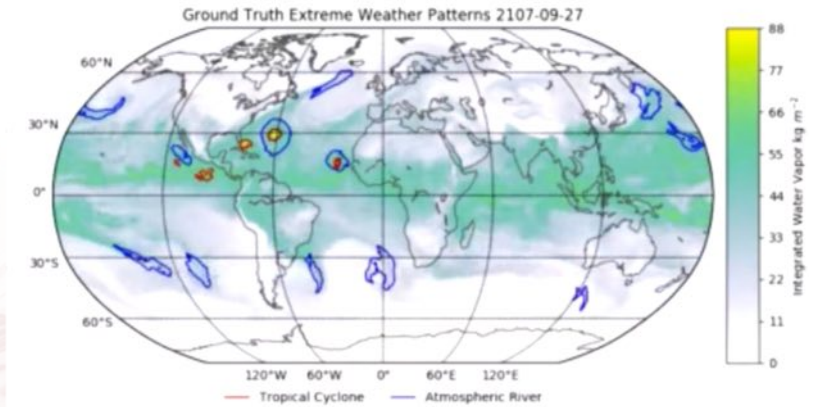 Ground Truth Extreme Weather Patterns 2107-09-27
60°N
30°N
0°
30°S
60°S
120°W 60°W 0° 60°E 120°E
Tropical Cyclone Atmospheric River
88
77
66
55
44
33
22
11
0
Integrated Water Vapor kg m⁻²